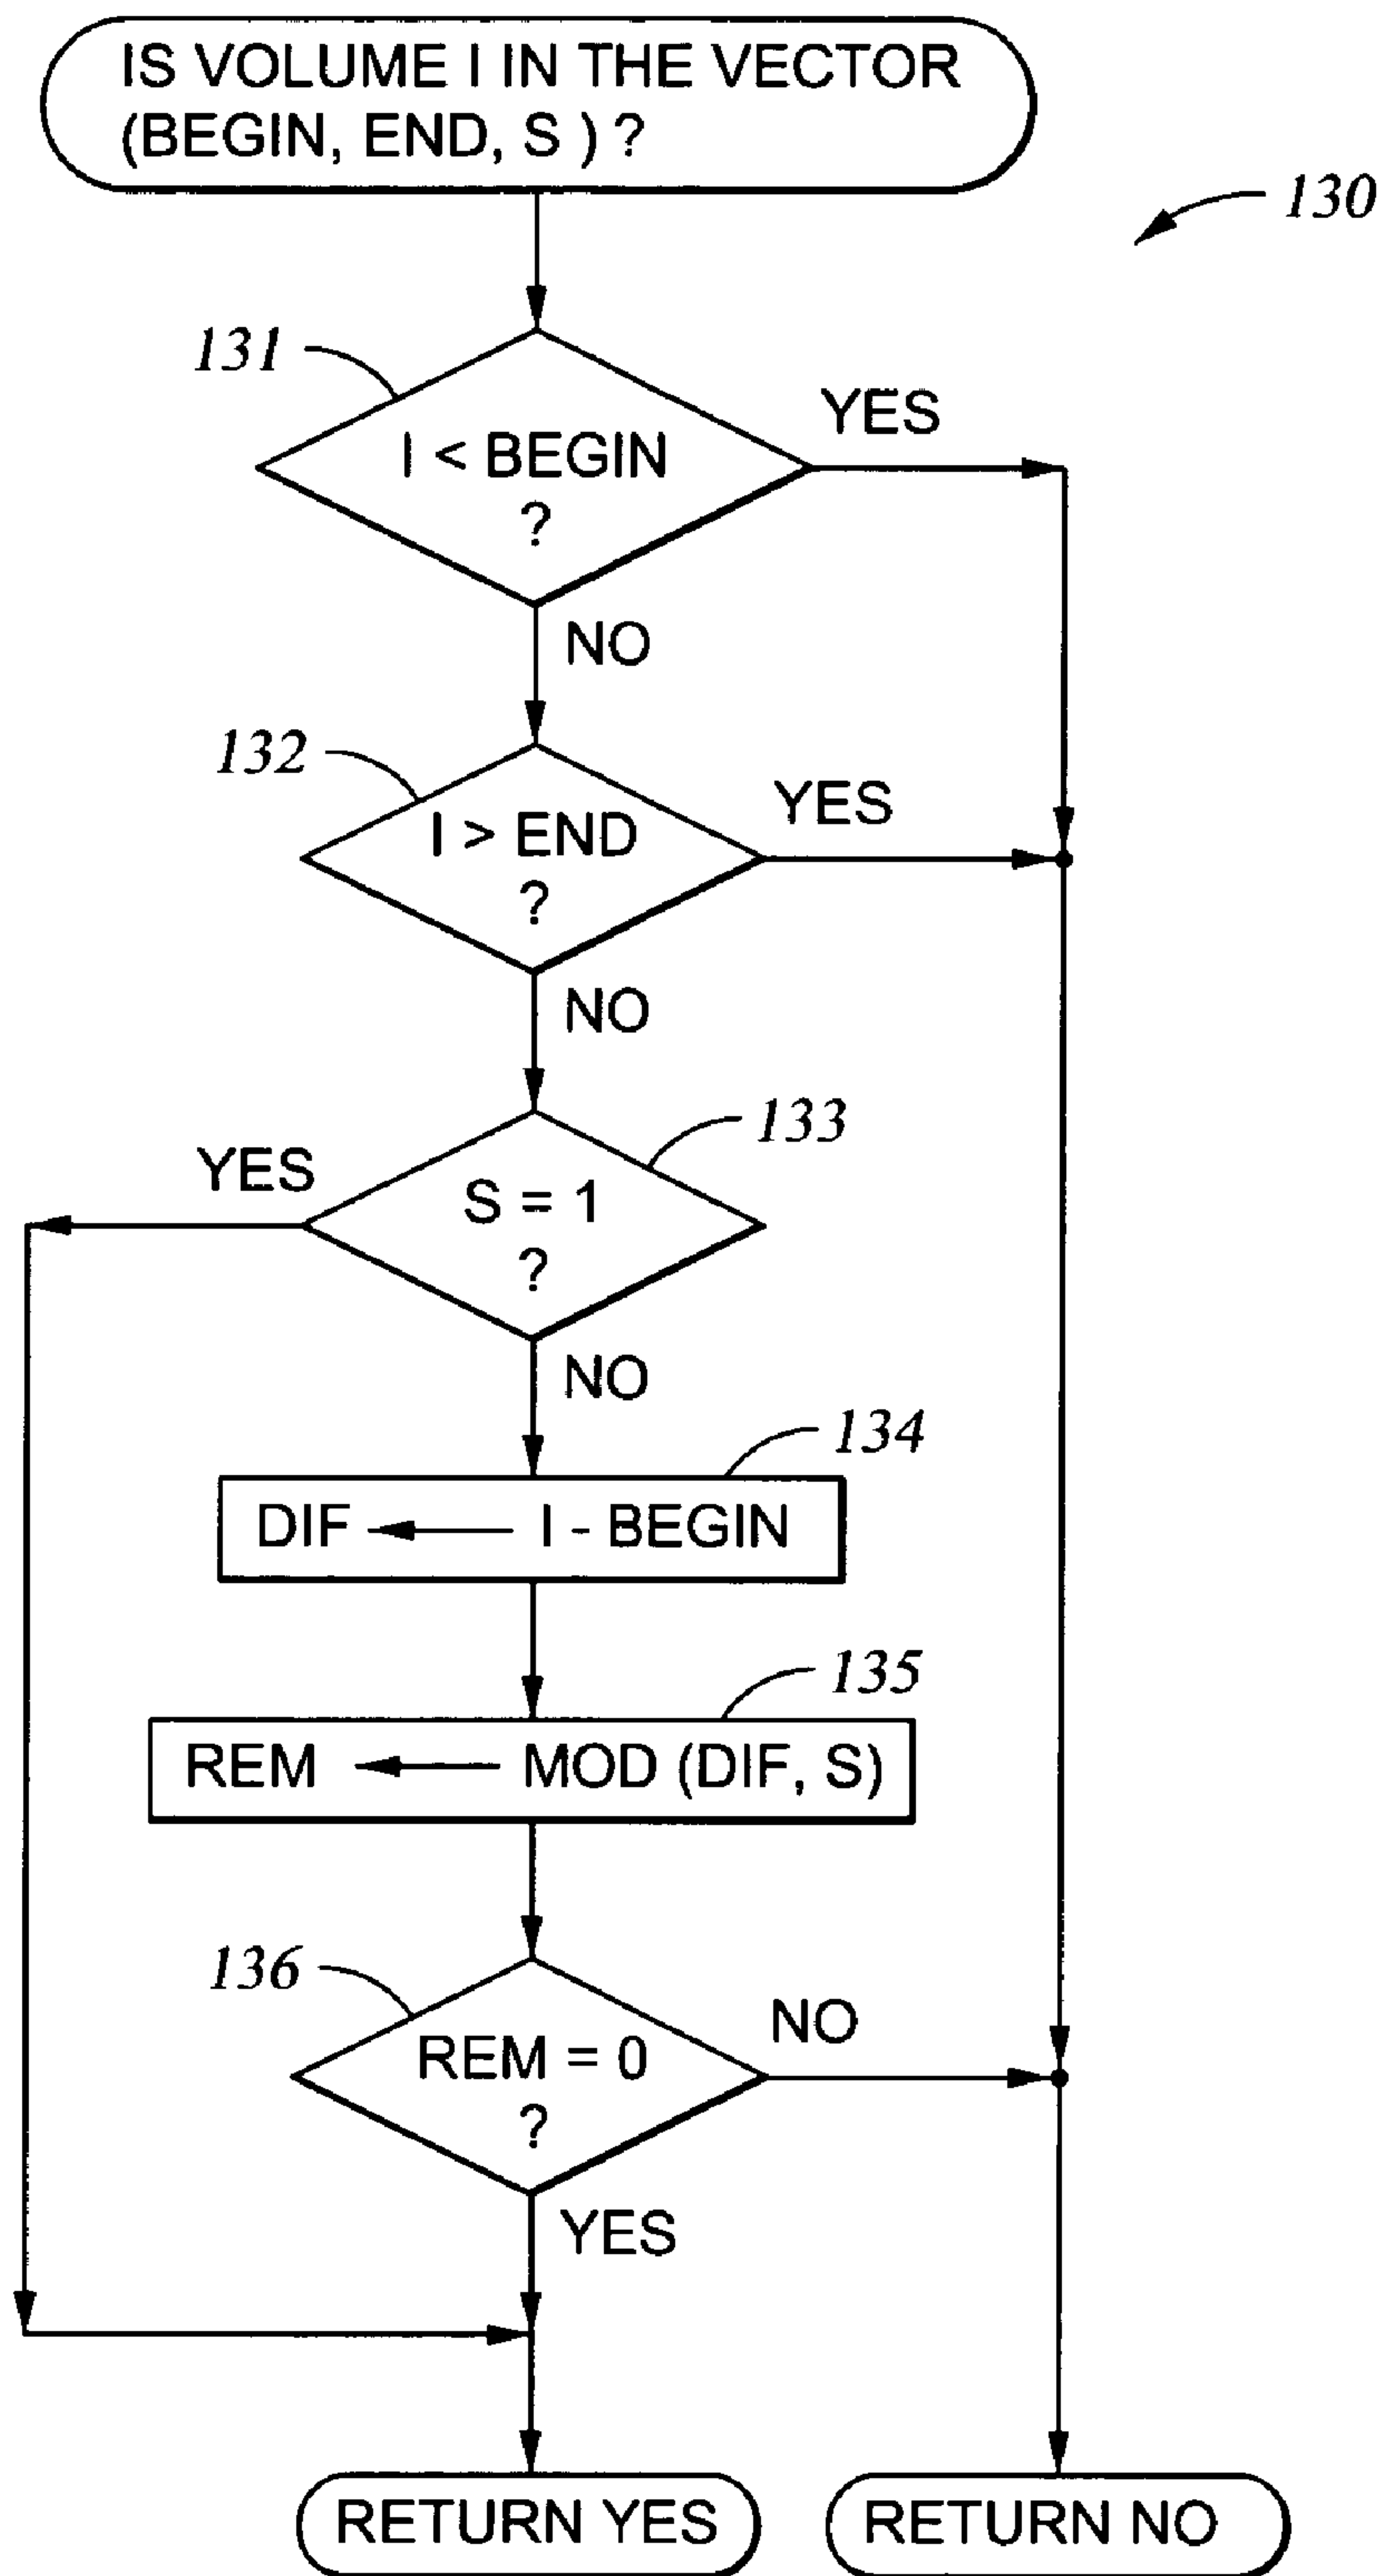 IS VOLUME I IN THE VECTOR
(BEGIN, END, S ) ?
130
131
I < BEGIN
?
YES
NO
132
I > END
?
YES
NO
133
YES
S = 1
?
NO
134
DIF ← I - BEGIN
135
REM ← MOD (DIF, S)
136
REM = 0
?
NO
YES
RETURN YES
RETURN NO